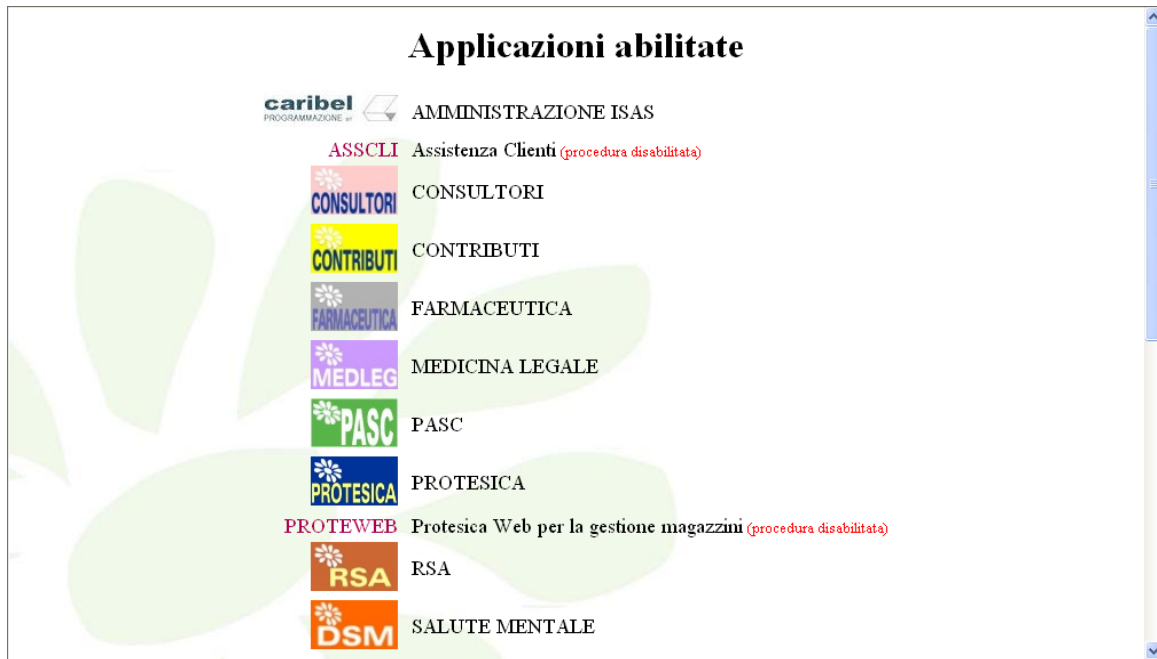 Applicazioni abilitate
caribel
PROGRAMMAZIONE srl
AMMINISTRAZIONE ISAS
ASSCLI Assistenza Clienti (procedura disabilitata)
CONSULTORI CONSULTORI
CONTRIBUTI CONTRIBUTI
FARMACEUTICA FARMACEUTICA
MEDLEG MEDICINA LEGALE
PASC PASC
PROTESICA PROTESICA
PROTEWEB Protesica Web per la gestione magazzini (procedura disabilitata)
RSA RSA
DSM SALUTE MENTALE